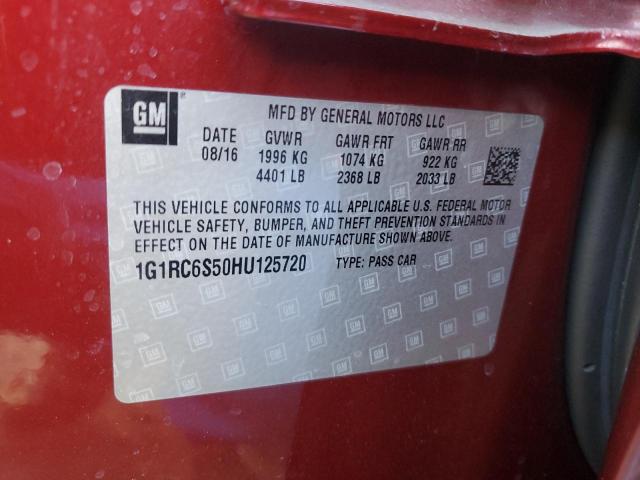 GM
MFD BY GENERAL MOTORS LLC
DATE GVWR GAWR FRT GAWR RR
08/16 1996 KG 1074 KG 922 KG
4401 LB 2368 LB 2033 LB
THIS VEHICLE CONFORMS TO ALL APPLICABLE U.S. FEDERAL MOTOR
VEHICLE SAFETY, BUMPER, AND THEFT PREVENTION STANDARDS IN
EFFECT ON THE DATE OF MANUFACTURE SHOWN ABOVE.
1G1RC6S50HU125720 TYPE: PASS CAR